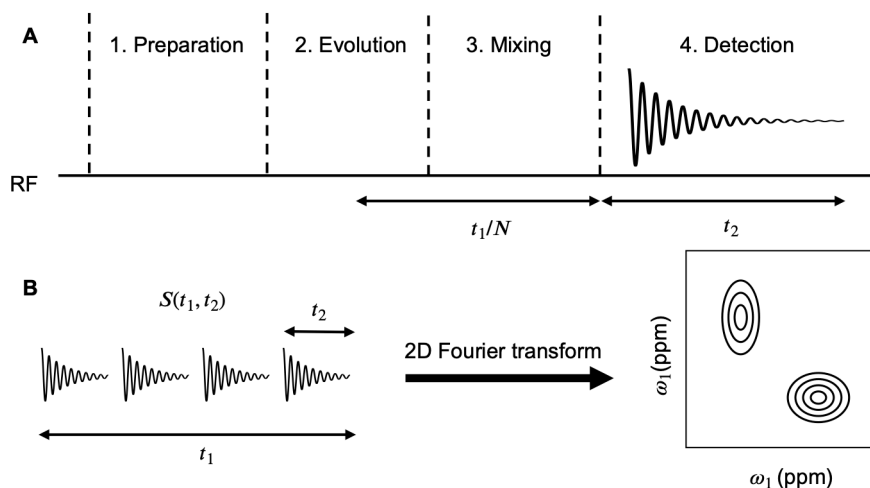 A
1. Preparation
2. Evolution
3. Mixing
4. Detection
RF
t₁/N
t₂
B
S(t₁, t₂)
t₂
t₁
2D Fourier transform
ω₁(ppm)
ω₁ (ppm)